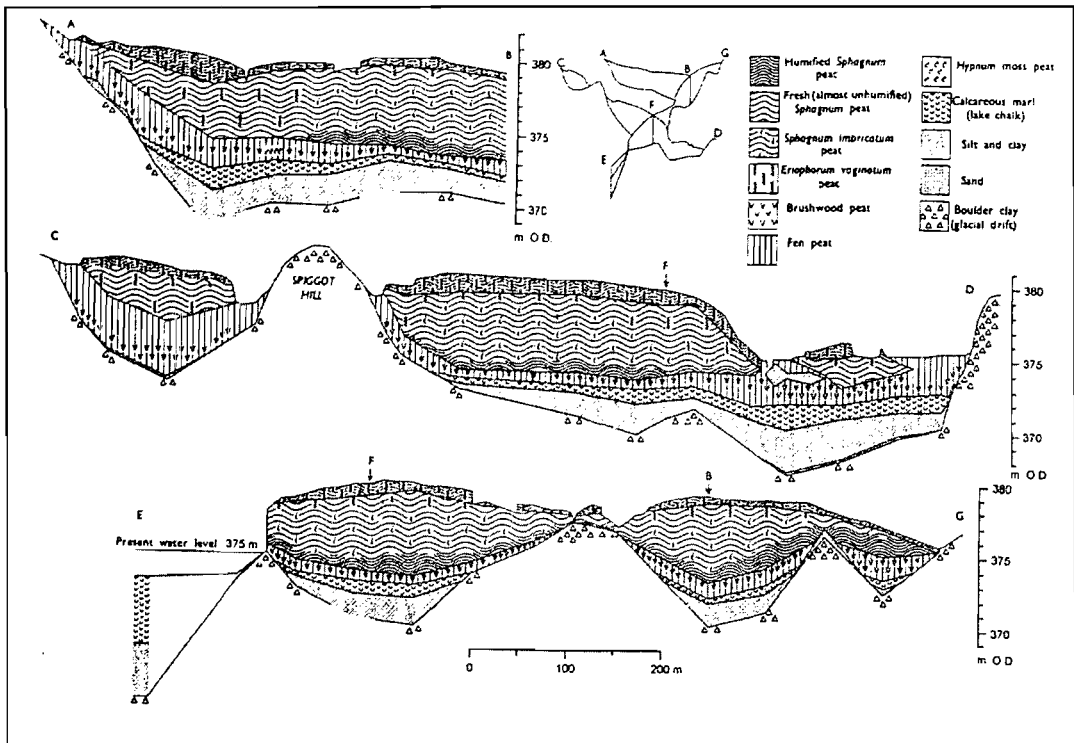 A
B
380
375
370
m O.D.
A
G
C
B
F
D
E
Humified Sphagnum
peat
Fresh (almost unhumified)
Sphagnum peat
Sphagnum imbricatum
peat
Eriophorum vaginatum
peat
Brushwood peat
Fen peat
Hypnum moss peat
Calcareous marl
(lake chalk)
Silt and clay
Sand
Boulder clay
(glacial drift)
C
SPIGGOT
HILL
F
D
380
375
370
m O D
E
F
B
G
Present water level 375 m
380
375
370
m O D
0 100 200 m